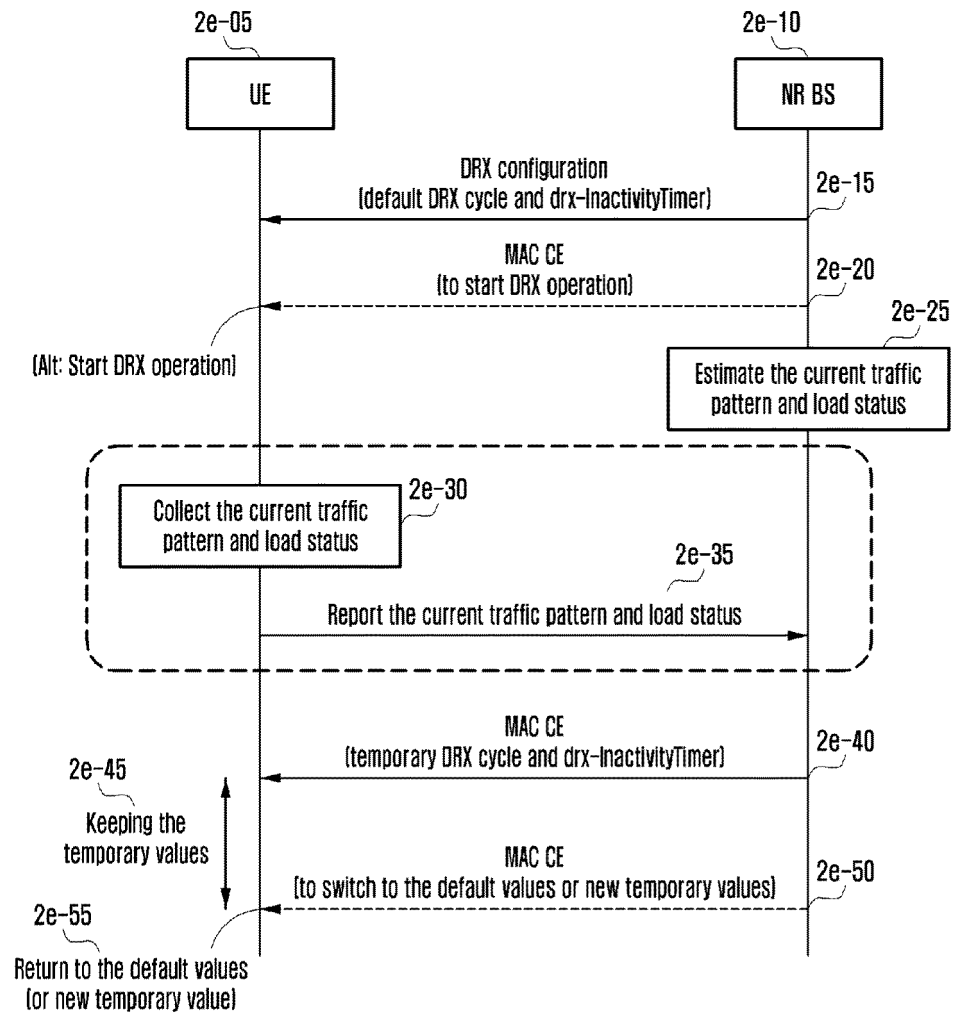 2e-05
2e-10
UE
NR BS
DRX configuration
(default DRX cycle and drx-InactivityTimer)
2e-15
MAC CE
(to start DRX operation)
2e-20
2e-25
(Alt: Start DRX operation)
Estimate the current traffic
pattern and load status
2e-30
Collect the current traffic
pattern and load status
2e-35
Report the current traffic pattern and load status
MAC CE
(temporary DRX cycle and drx-InactivityTimer)
2e-40
2e-45
Keeping the
temporary values
MAC CE
(to switch to the default values or new temporary values)
2e-50
2e-55
Return to the default values
(or new temporary value)